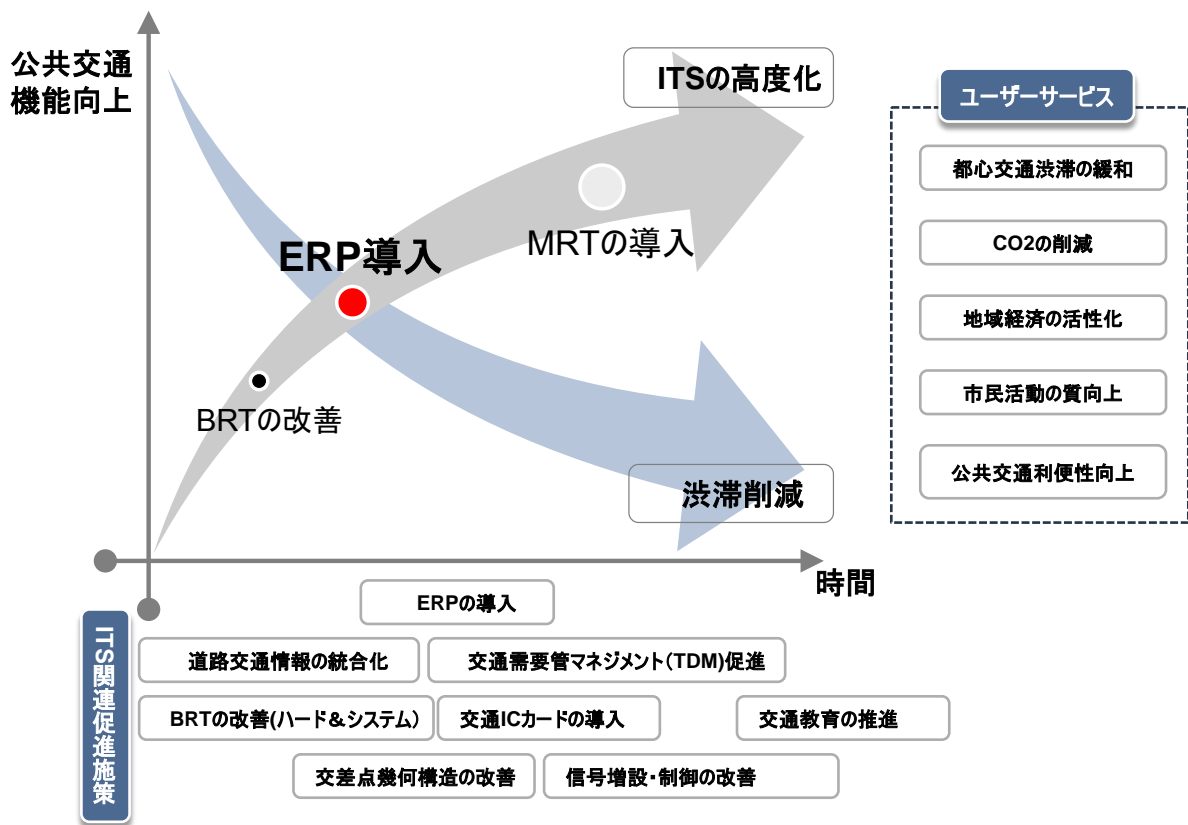 公共交通
機能向上
ITSの高度化
ERP導入
MRTの導入
BRTの改善
渋滞削減
時間
ユーザーサービス
都心交通渋滞の緩和
CO2の削減
地域経済の活性化
市民活動の質向上
公共交通利便性向上
ITS関連促進施策
ERPの導入
道路交通情報の統合化
交通需要管マネジメント（TDM)促進
BRTの改善(ハード＆システム）
交通ICカードの導入
交通教育の推進
交差点幾何構造の改善
信号増設・制御の改善